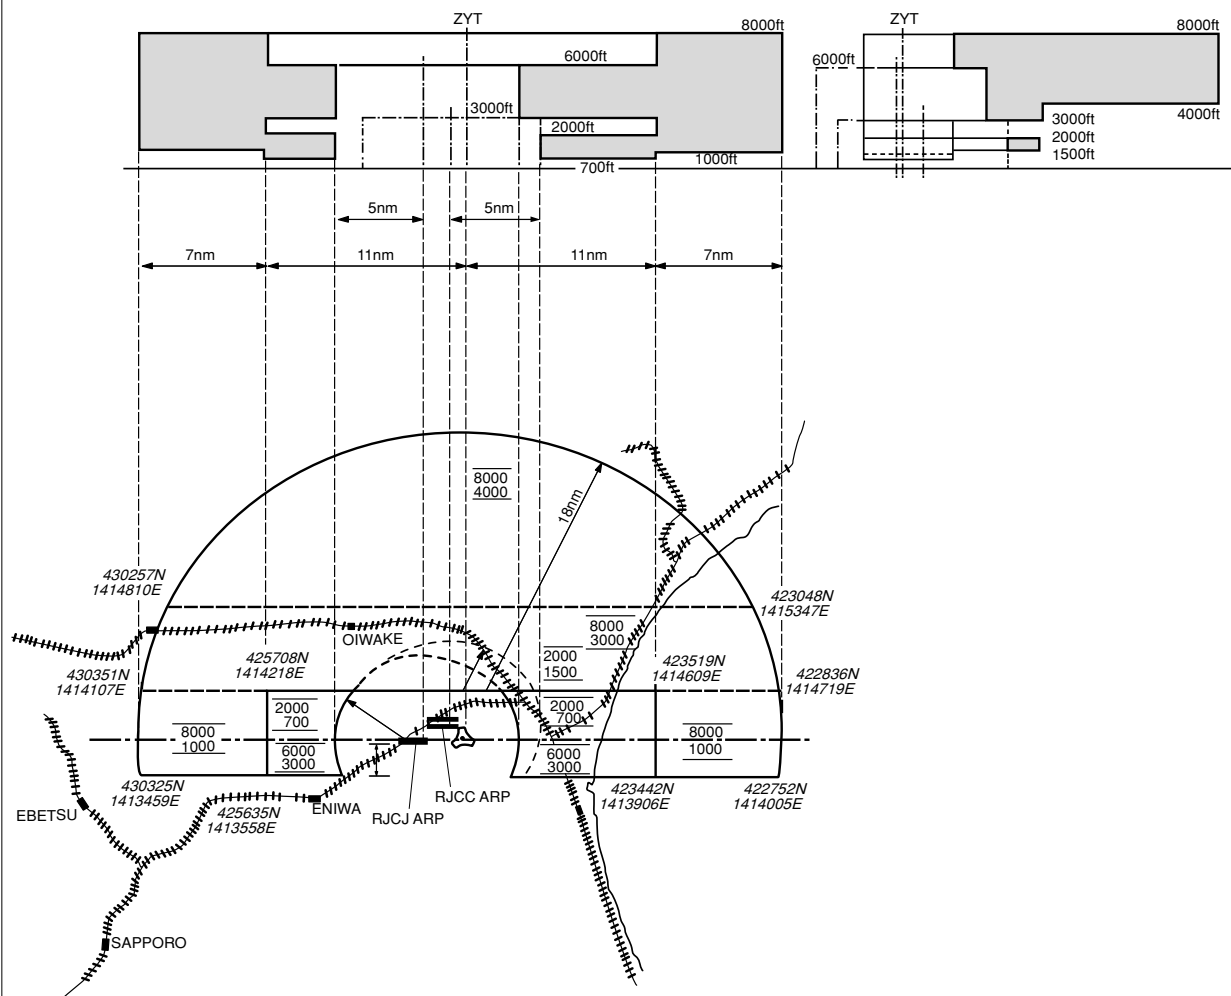 ZYT
8000ft
6000ft
3000ft
2000ft
1000ft
700ft
ZYT
8000ft
6000ft
4000ft
3000ft
2000ft
1500ft
5nm
5nm
7nm
11nm
11nm
7nm
8000
4000
18nm
430257N
1414810E
423048N
1415347E
OIWAKE
8000
3000
2000
1500
430351N
1414107E
425708N
1414218E
423519N
1414609E
422836N
1414719E
2000
700
2000
700
8000
1000
6000
3000
6000
3000
8000
1000
430325N
1413459E
425635N
1413558E
ENIWA
RJCJ ARP
RJCC ARP
423442N
1413906E
422752N
1414005E
EBETSU
SAPPORO